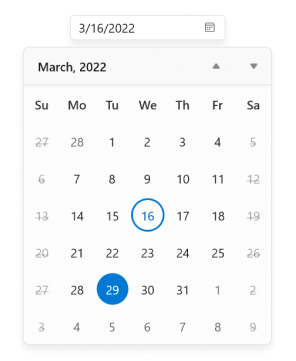 3/16/2022
March, 2022
Su Mo Tu We Th Fr Sa
27 28 1 2 3 4 5
6 7 8 9 10 11 12
13 14 15 16 17 18 19
20 21 22 23 24 25 26
27 28 29 30 31 1 2
3 4 5 6 7 8 9